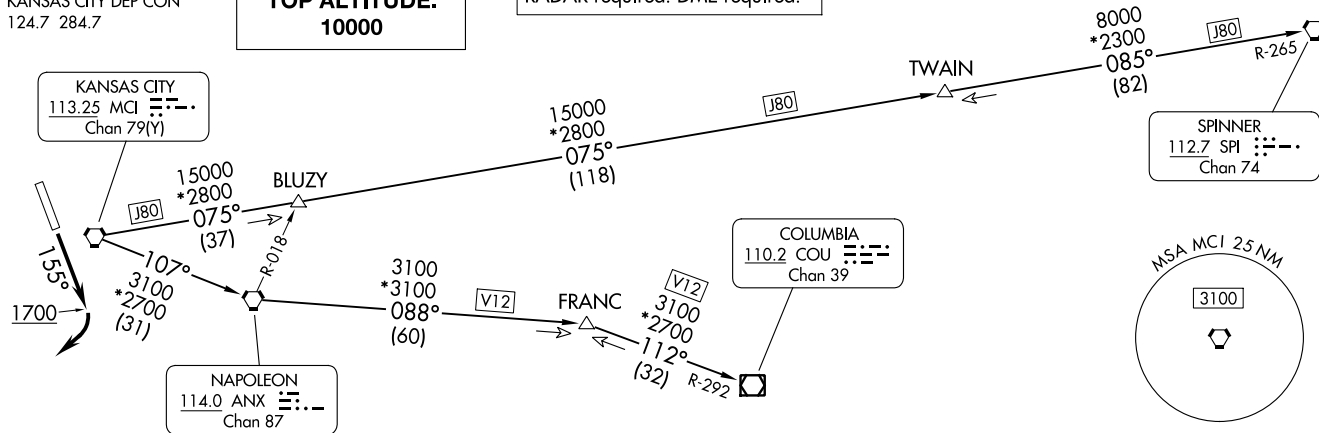 KANSAS CITY DEP CON
124.7 284.7
TOP ALTITUDE:
10000
RADAR required. DME required.
KANSAS CITY
113.25 MCI
Chan 79(Y)
155°
1700
J80
15000
*2800
075°
(37)
BLUZY
R-018
107°
3100
*2700
(31)
NAPOLEON
114.0 ANX
Chan 87
15000
*2800
075°
(118)
J80
TWAIN
8000
*2300
085°
(82)
J80
R-265
SPINNER
112.7 SPI
Chan 74
3100
*3100
088°
(60)
V12
FRANC
V12
3100
*2700
112°
(32)
R-292
COLUMBIA
110.2 COU
Chan 39
MSA MCI 25 NM
3100